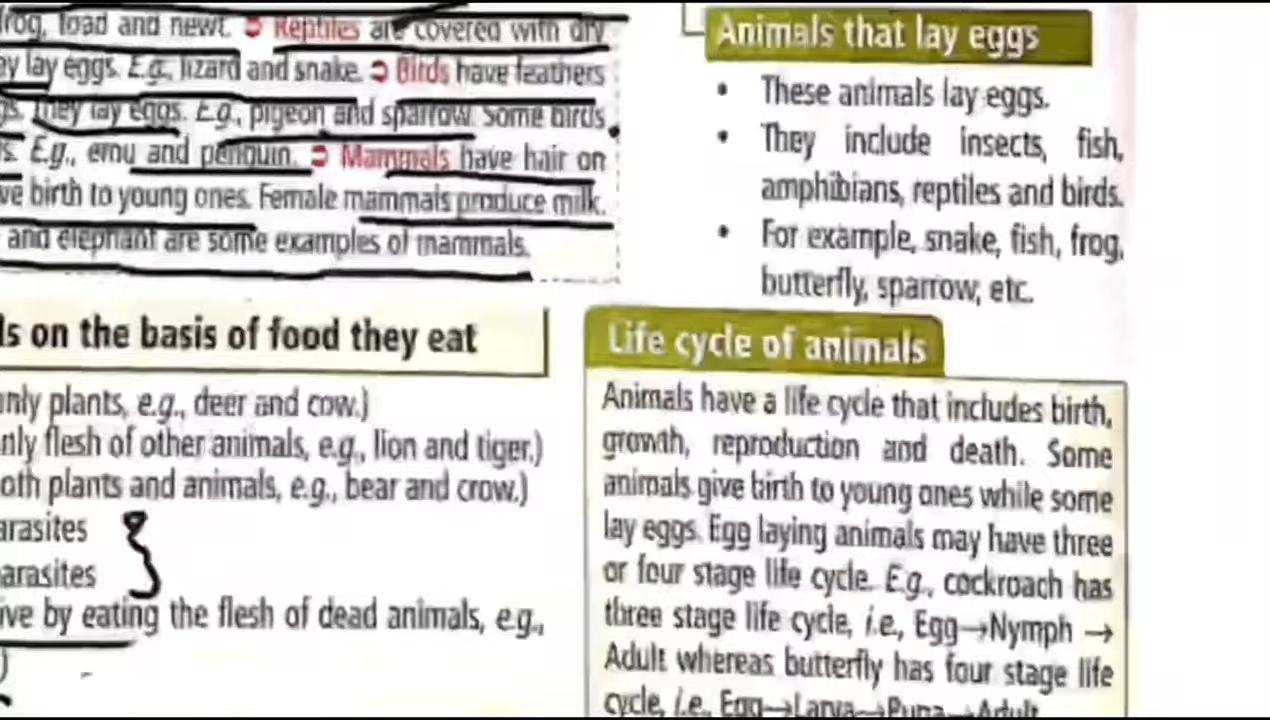 frog, toad and newt. ➲ Reptiles are covered with dry
ey lay eggs. E.g., lizard and snake. ➲ Birds have feathers
gs. They lay eggs. E.g., pigeon and sparrow. Some birds
s. E.g., emu and penguin. ➲ Mammals have hair on
ve birth to young ones. Female mammals produce milk.
and elephant are some examples of mammals.
ls on the basis of food they eat
nly plants, e.g., deer and cow.)
nly flesh of other animals, e.g., lion and tiger.)
oth plants and animals, e.g., bear and crow.)
arasites
arasites
ive by eating the flesh of dead animals, e.g.,
)
Animals that lay eggs
• These animals lay eggs.
• They include insects, fish,
amphibians, reptiles and birds.
• For example, snake, fish, frog,
butterfly, sparrow, etc.
Life cycle of animals
Animals have a life cycle that includes birth,
growth, reproduction and death. Some
animals give birth to young ones while some
lay eggs. Egg laying animals may have three
or four stage life cycle. E.g., cockroach has
three stage life cycle, i.e., Egg→Nymph →
Adult whereas butterfly has four stage life
cycle, i.e., Egg→Larva→Pupa→Adult